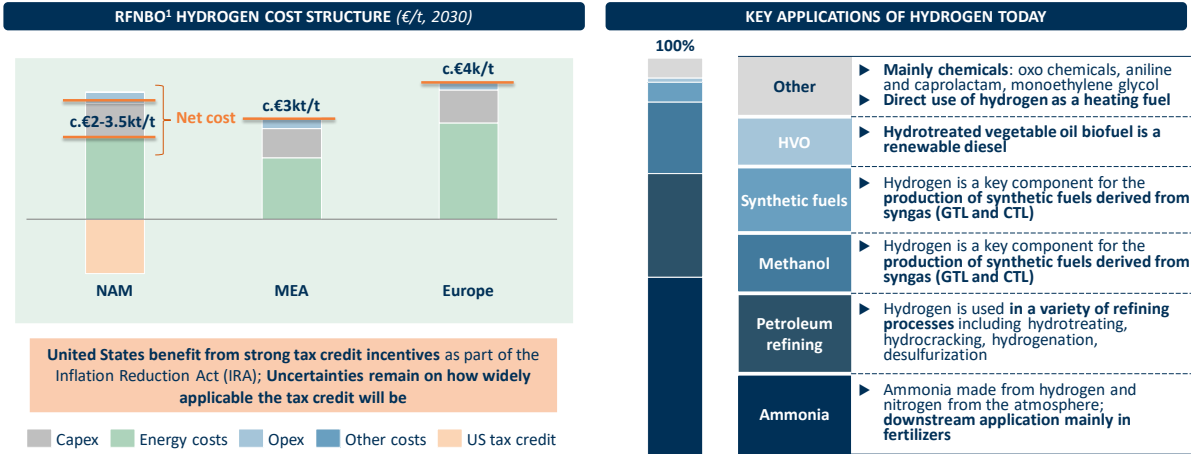 RFNBO¹ HYDROGEN COST STRUCTURE (€/t, 2030)
c.€4k/t
c.€3kt/t
c.€2-3.5kt/t
Net cost
NAM
MEA
Europe
United States benefit from strong tax credit incentives as part of the
Inflation Reduction Act (IRA); Uncertainties remain on how widely
applicable the tax credit will be
Capex
Energy costs
Opex
Other costs
US tax credit
KEY APPLICATIONS OF HYDROGEN TODAY
100%
Other
► Mainly chemicals: oxo chemicals, aniline
and caprolactam, monoethylene glycol
► Direct use of hydrogen as a heating fuel
HVO
► Hydrotreated vegetable oil biofuel is a
renewable diesel
Synthetic fuels
► Hydrogen is a key component for the
production of synthetic fuels derived from
syngas (GTL and CTL)
Methanol
► Hydrogen is a key component for the
production of synthetic fuels derived from
syngas (GTL and CTL)
Petroleum
refining
► Hydrogen is used in a variety of refining
processes including hydrotreating,
hydrocracking, hydrogenation,
desulfurization
Ammonia
► Ammonia made from hydrogen and
nitrogen from the atmosphere;
downstream application mainly in
fertilizers